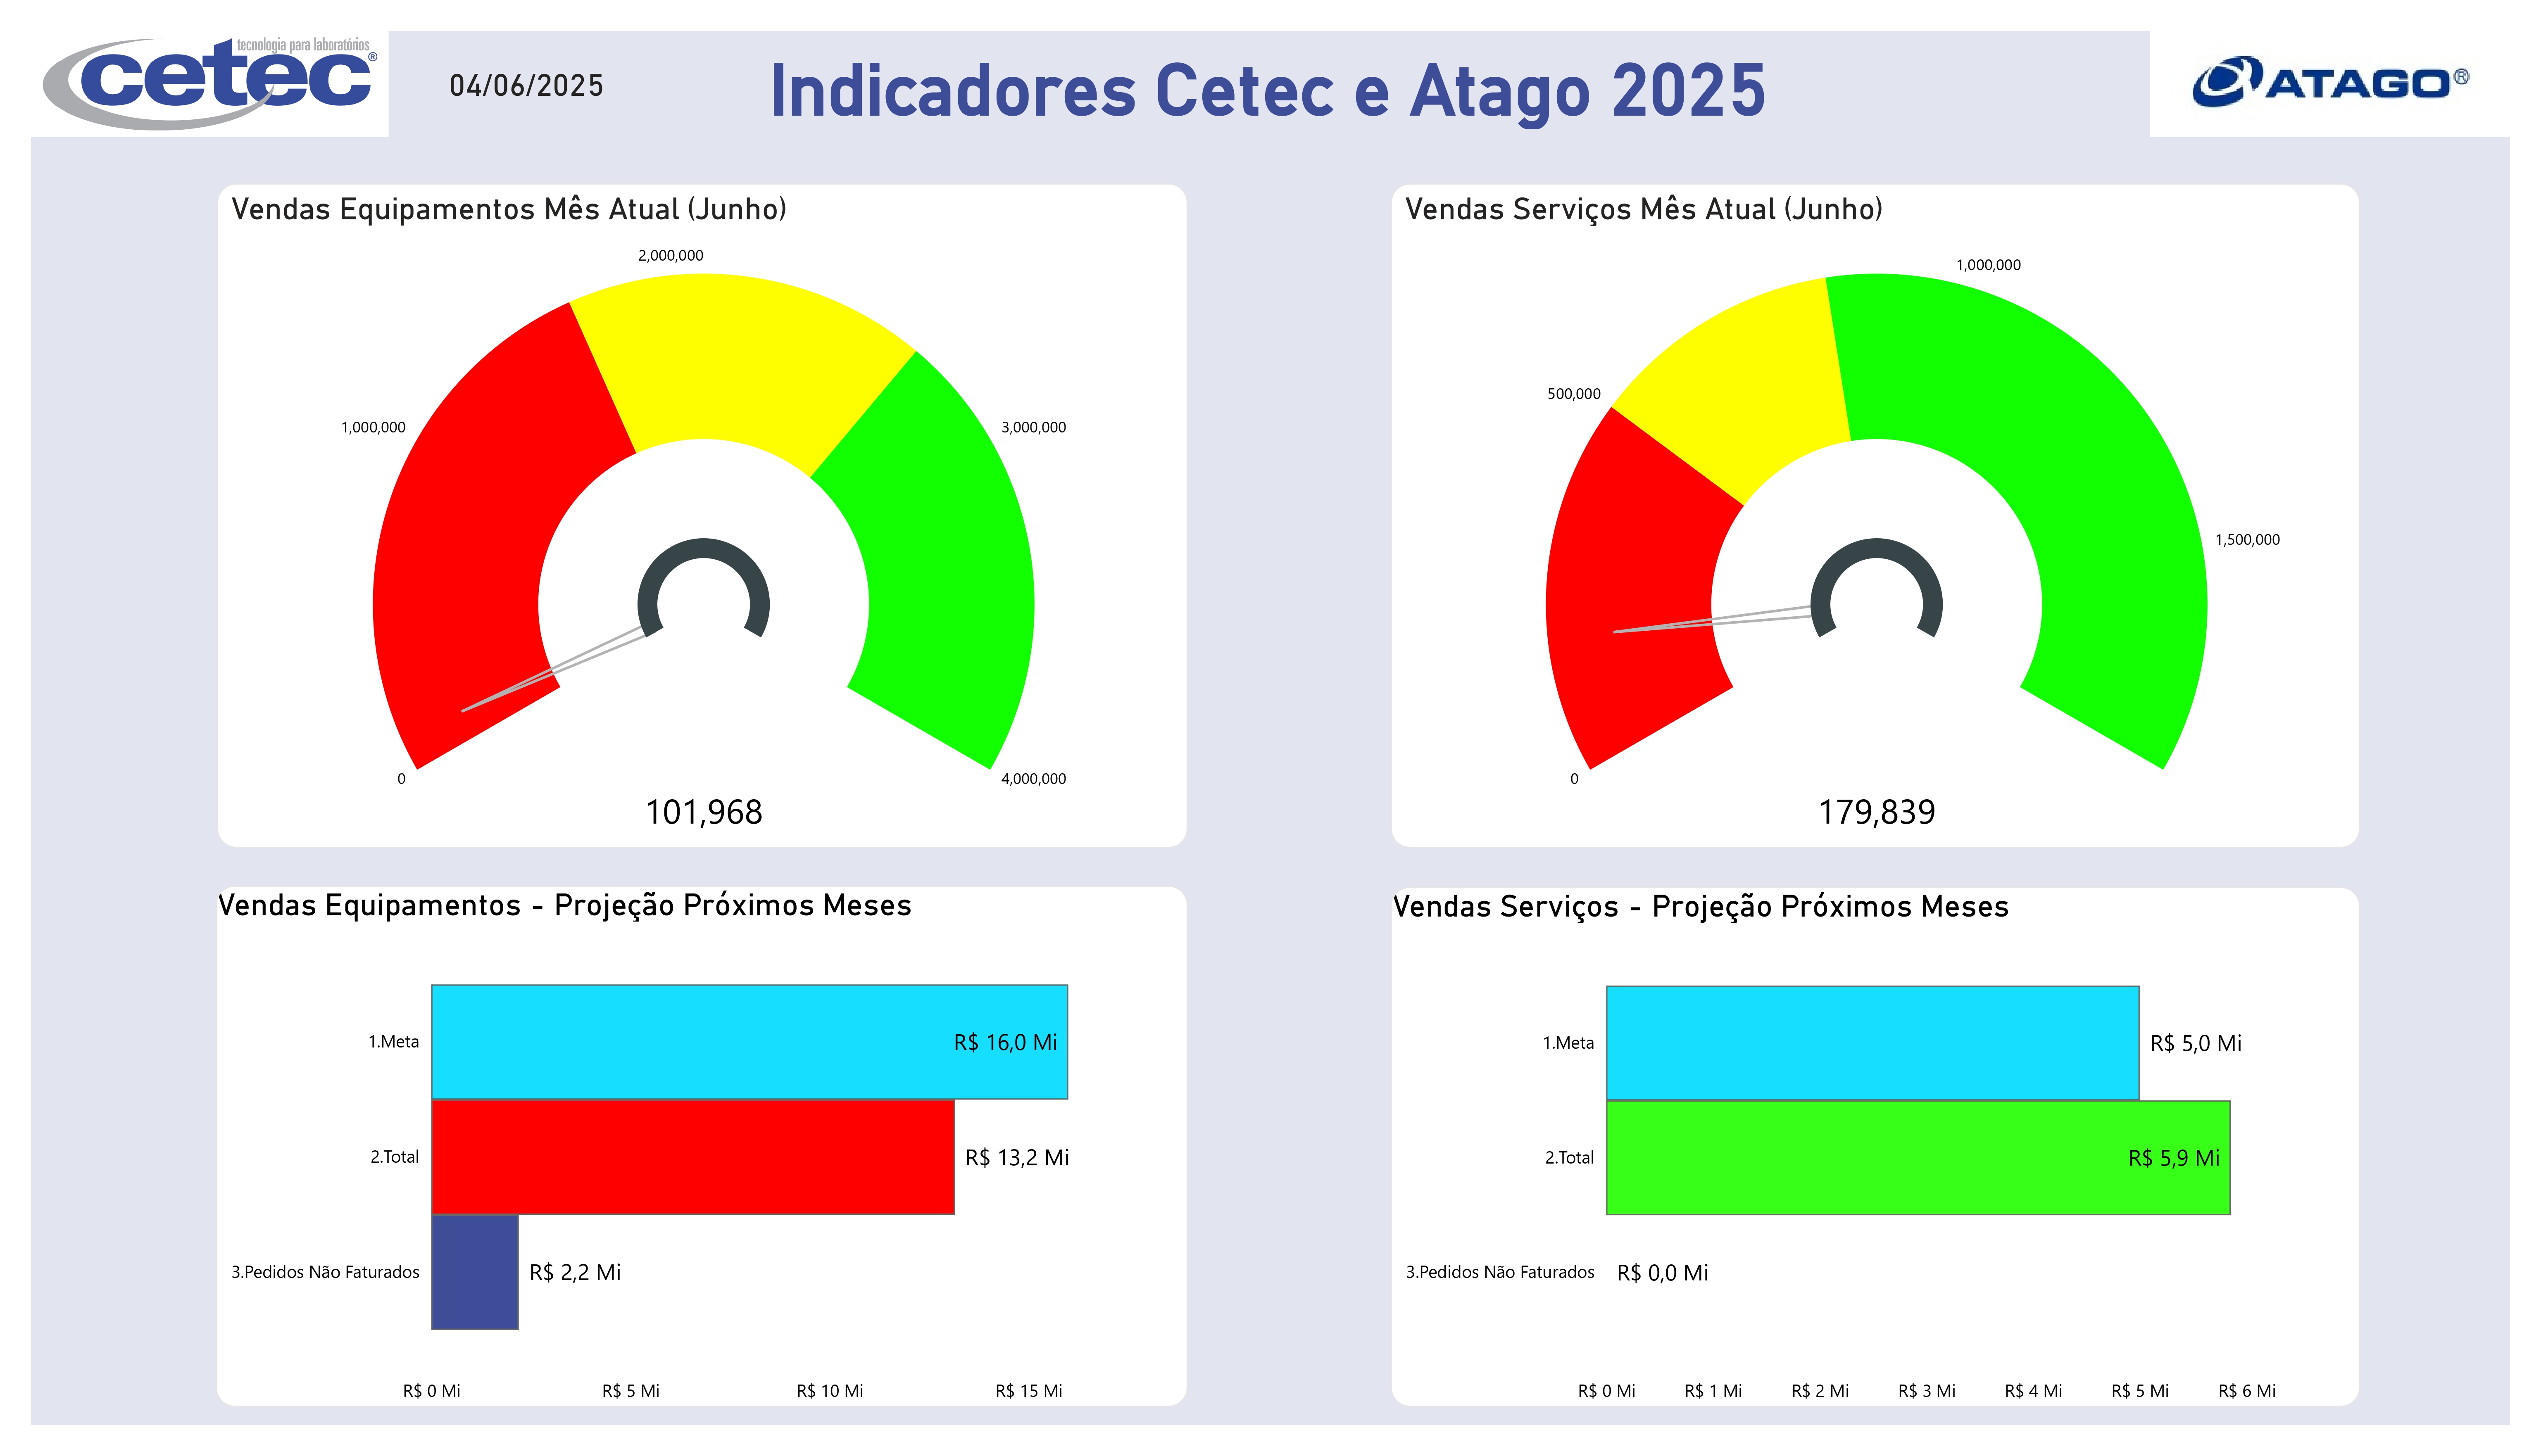 tecnologia para laboratórios
cetec®
04/06/2025
Indicadores Cetec e Atago 2025
ATAGO®
Vendas Equipamentos Mês Atual (Junho)
2,000,000
1,000,000
3,000,000
0
4,000,000
101,968
Vendas Serviços Mês Atual (Junho)
1,000,000
500,000
1,500,000
0
179,839
Vendas Equipamentos - Projeção Próximos Meses
1.Meta
R$ 16,0 Mi
2.Total
R$ 13,2 Mi
3.Pedidos Não Faturados
R$ 2,2 Mi
R$ 0 Mi
R$ 5 Mi
R$ 10 Mi
R$ 15 Mi
Vendas Serviços - Projeção Próximos Meses
1.Meta
R$ 5,0 Mi
2.Total
R$ 5,9 Mi
3.Pedidos Não Faturados
R$ 0,0 Mi
R$ 0 Mi
R$ 1 Mi
R$ 2 Mi
R$ 3 Mi
R$ 4 Mi
R$ 5 Mi
R$ 6 Mi